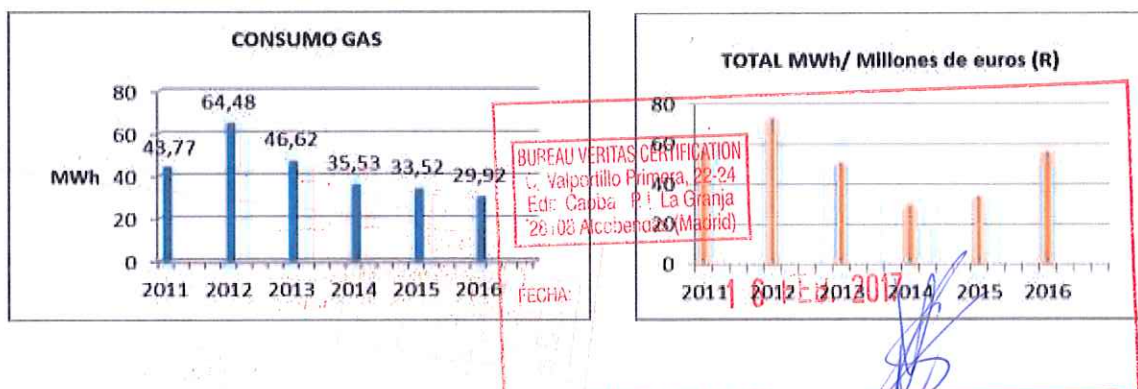 CONSUMO GAS
80
64,48
60
43,77
46,62
35,53
33,52
29,92
MWh
40
20
0
2011 2012 2013 2014 2015 2016
TOTAL MWh/ Millones de euros (R)
80
60
40
20
0
2011 2012 2013 2014 2015 2016
BUREAU VERITAS CERTIFICATION
C. Valportillo Primera, 22-24
Edif. Caoba P.I. La Granja
28108 Alcobendas (Madrid)
FECHA:
16 FEB. 2017